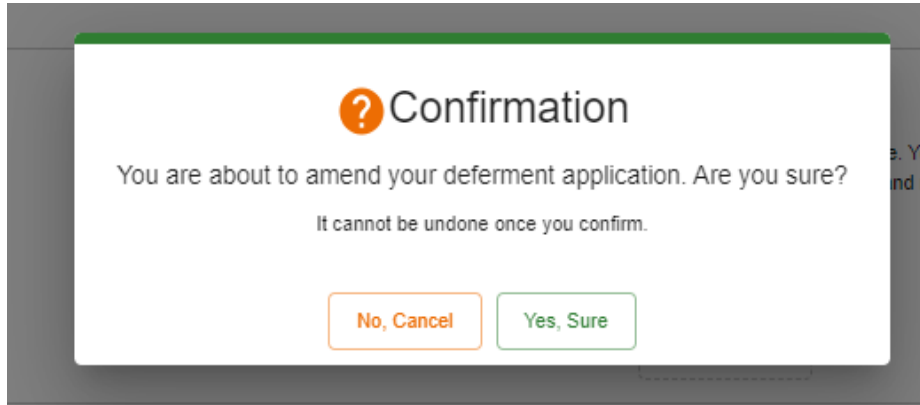 Confirmation
You are about to amend your deferment application. Are you sure?
It cannot be undone once you confirm.
No, Cancel
Yes, Sure